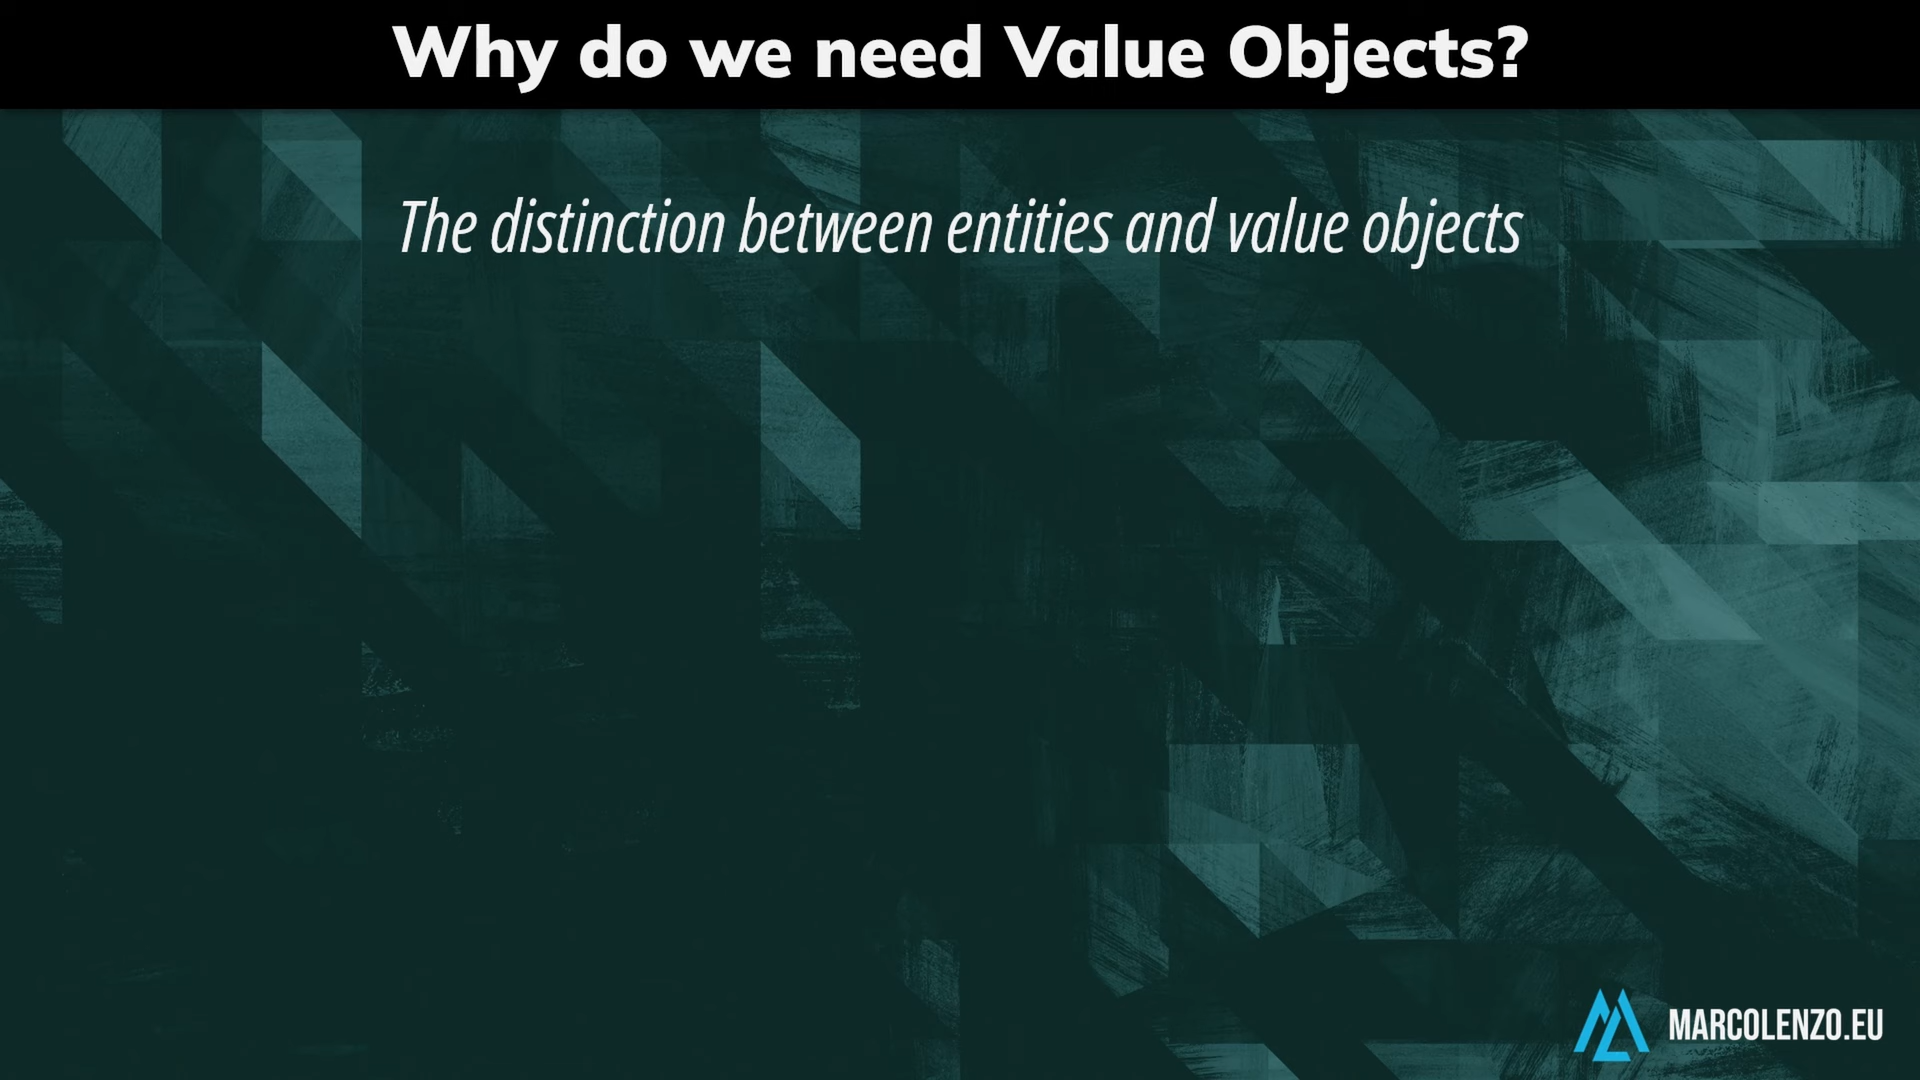 Why do we need Value Objects?
The distinction between entities and value objects
MARCOLENZO.EU